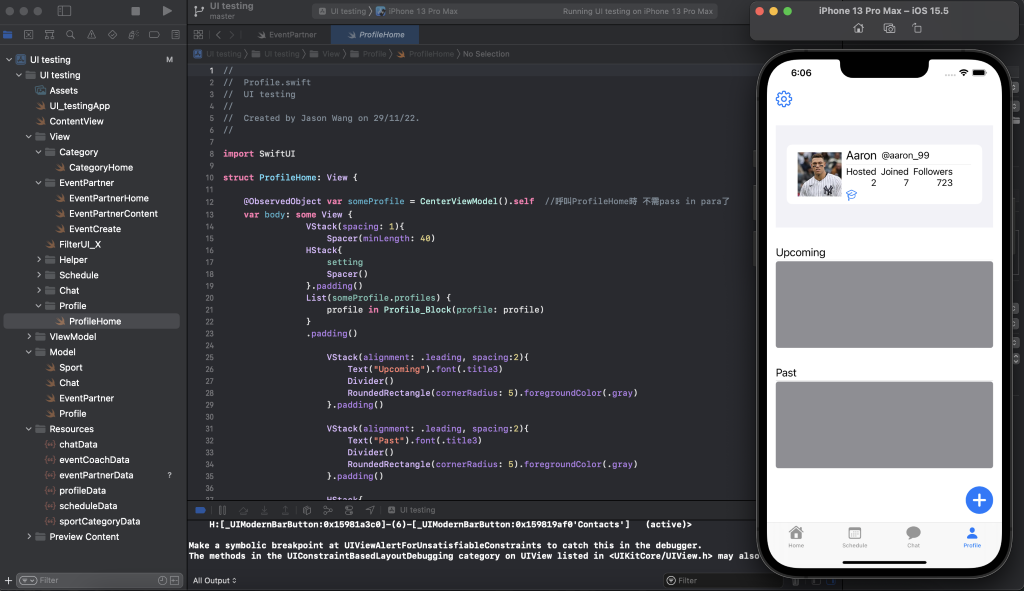 UI testing
master
UI testing
iPhone 13 Pro Max
Running UI testing on iPhone 13 Pro Max
iPhone 13 Pro Max – iOS 15.5
EventPartner
ProfileHome
UI testing
UI testing
View
Profile
ProfileHome
No Selection
UI testing
M
UI testing
Assets
UI_testingApp
ContentView
View
Category
CategoryHome
EventPartner
EventPartnerHome
EventPartnerContent
EventCreate
FilterUI_X
Helper
Schedule
Chat
Profile
ProfileHome
ViewModel
Model
Sport
Chat
EventPartner
Profile
Resources
chatData
eventCoachData
eventPartnerData
?
profileData
scheduleData
sportCategoryData
Preview Content
Filter
1 //
2 // Profile.swift
3 // UI testing
4 //
5 // Created by Jason Wang on 29/11/22.
6 //
7
8 import SwiftUI
9
10 struct ProfileHome: View {
11
12 @ObservedObject var someProfile = CenterViewModel().self //呼叫ProfileHome時 不需pass in para了
13 var body: some View {
14 VStack(spacing: 1){
15 Spacer(minLength: 40)
16 HStack{
17 setting
18 Spacer()
19 }.padding()
20 List(someProfile.profiles) {
21 profile in Profile_Block(profile: profile)
22 }
23 .padding()
24
25 VStack(alignment: .leading, spacing:2){
26 Text("Upcoming").font(.title3)
27 Divider()
28 RoundedRectangle(cornerRadius: 5).foregroundColor(.gray)
29 }.padding()
30
31 VStack(alignment: .leading, spacing:2){
32 Text("Past").font(.title3)
33 Divider()
34 RoundedRectangle(cornerRadius: 5).foregroundColor(.gray)
35 }.padding()
36
37 HStack{
UI testing
H:[_UIModernBarButton:0x15981a3c0]-(6)-[_UIModernBarButton:0x159819af0'Contacts'] (active)>
Make a symbolic breakpoint at UIViewAlertForUnsatisfiableConstraints to catch this in the debugger.
The methods in the UIConstraintBasedLayoutDebugging category on UIView listed in <UIKitCore/UIView.h> may also
All Output
Filter
6:06
Aaron @aaron_99
Hosted Joined Followers
2 7 723
Upcoming
Past
Home
Schedule
Chat
Profile